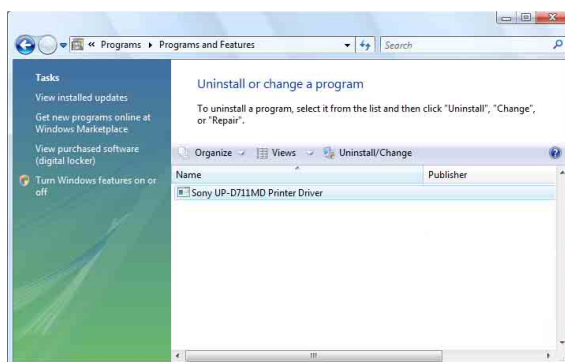 « Programs ▸ Programs and Features
Search
Tasks
View installed updates
Get new programs online at
Windows Marketplace
View purchased software
(digital locker)
Turn Windows features on or
off
Uninstall or change a program
To uninstall a program, select it from the list and then click "Uninstall", "Change",
or "Repair".
Organize Views Uninstall/Change
Name Publisher
Sony UP-D711MD Printer Driver